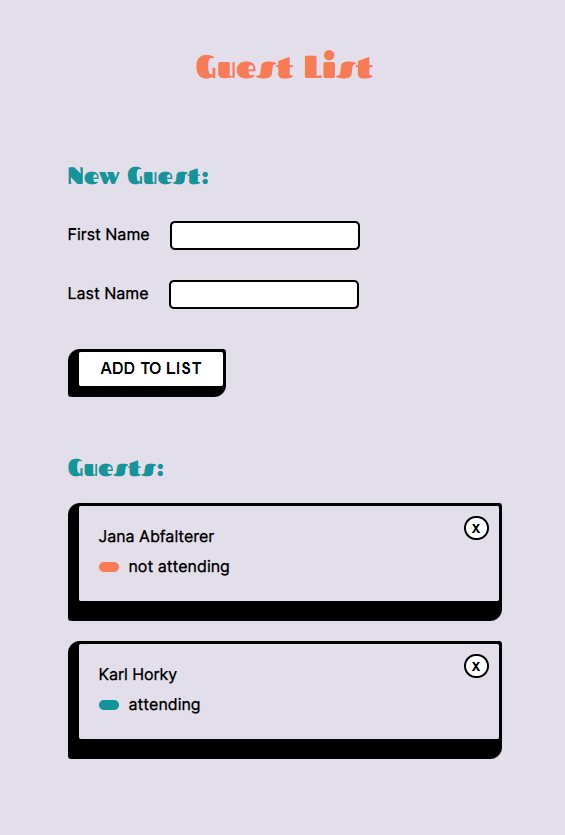 Guest List
New Guest:
First Name
Last Name
ADD TO LIST
Guests:
Jana Abfalterer
X
not attending
Karl Horky
X
attending